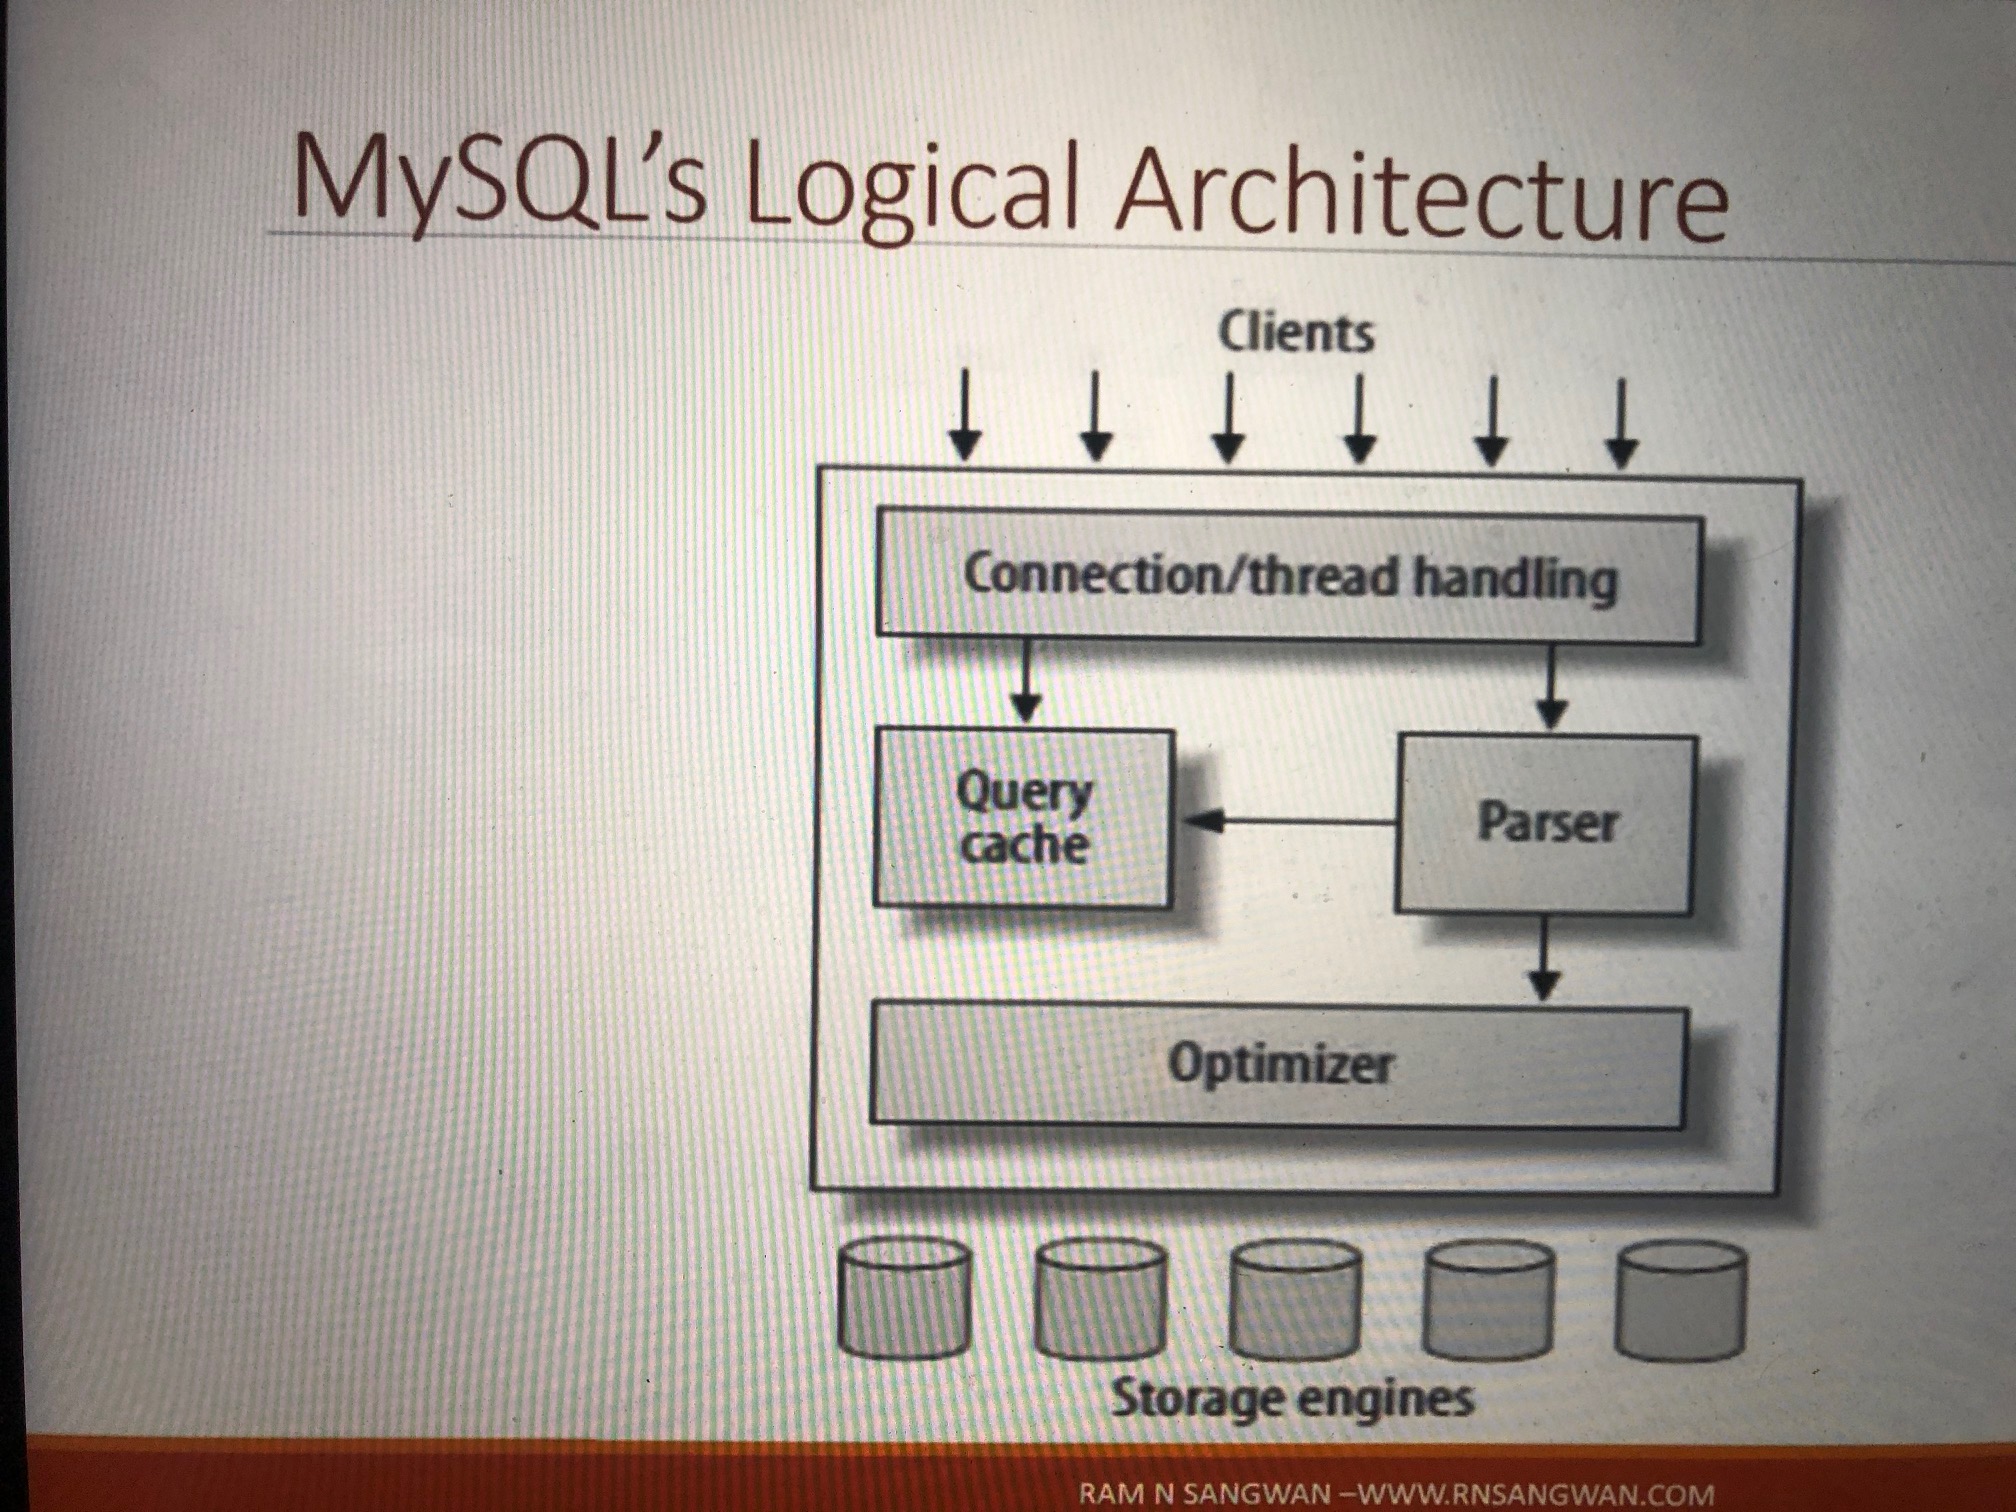 MySQL's Logical Architecture
Clients
Connection/thread handling
Query
cache
Parser
Optimizer
Storage engines
RAM N SANGWAN –WWW.RNSANGWAN.COM